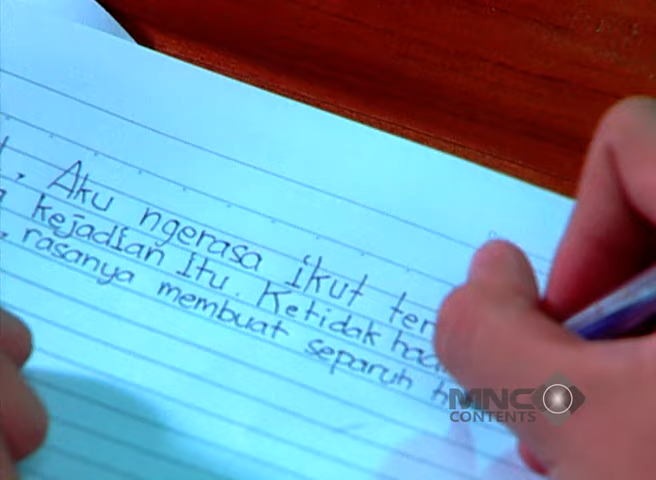 , Aku ngerasa ikut ter
kejadian itu. Ketidak had
, rasanya membuat separuh h
MNC
CONTENTS